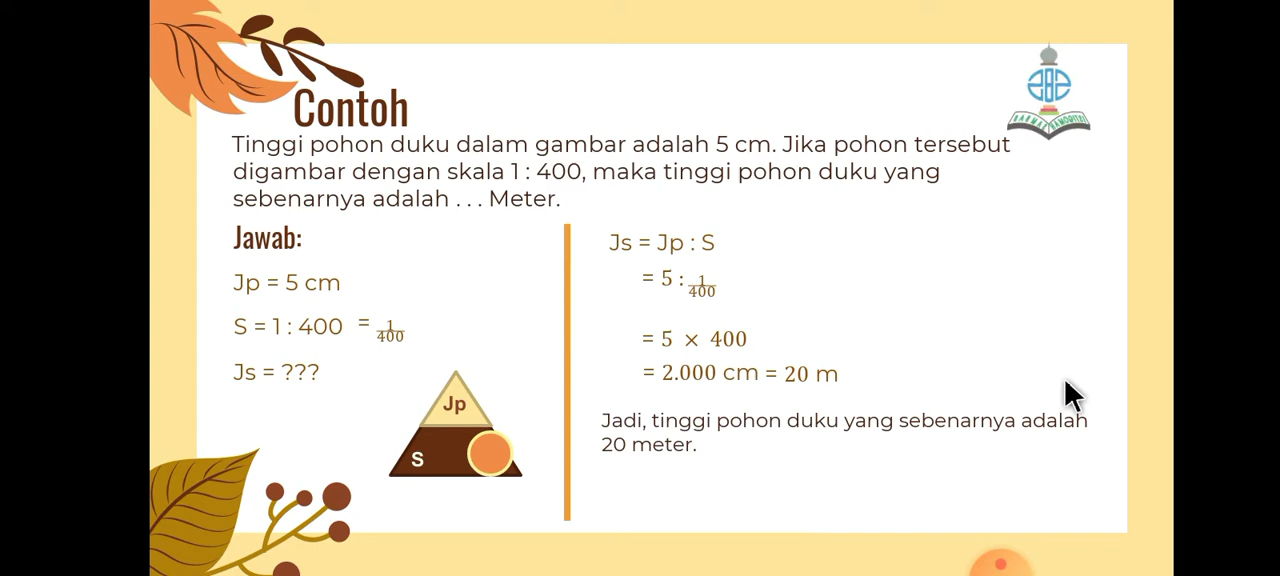 Contoh
Tinggi pohon duku dalam gambar adalah 5 cm. Jika pohon tersebut
digambar dengan skala 1 : 400, maka tinggi pohon duku yang
sebenarnya adalah . . . Meter.
Jawab:
Jp = 5 cm
S = 1 : 400 = 1/400
Js = ???
Jp
S
Js = Jp : S
= 5 : 1/400
= 5 × 400
= 2.000 cm = 20 m
Jadi, tinggi pohon duku yang sebenarnya adalah
20 meter.